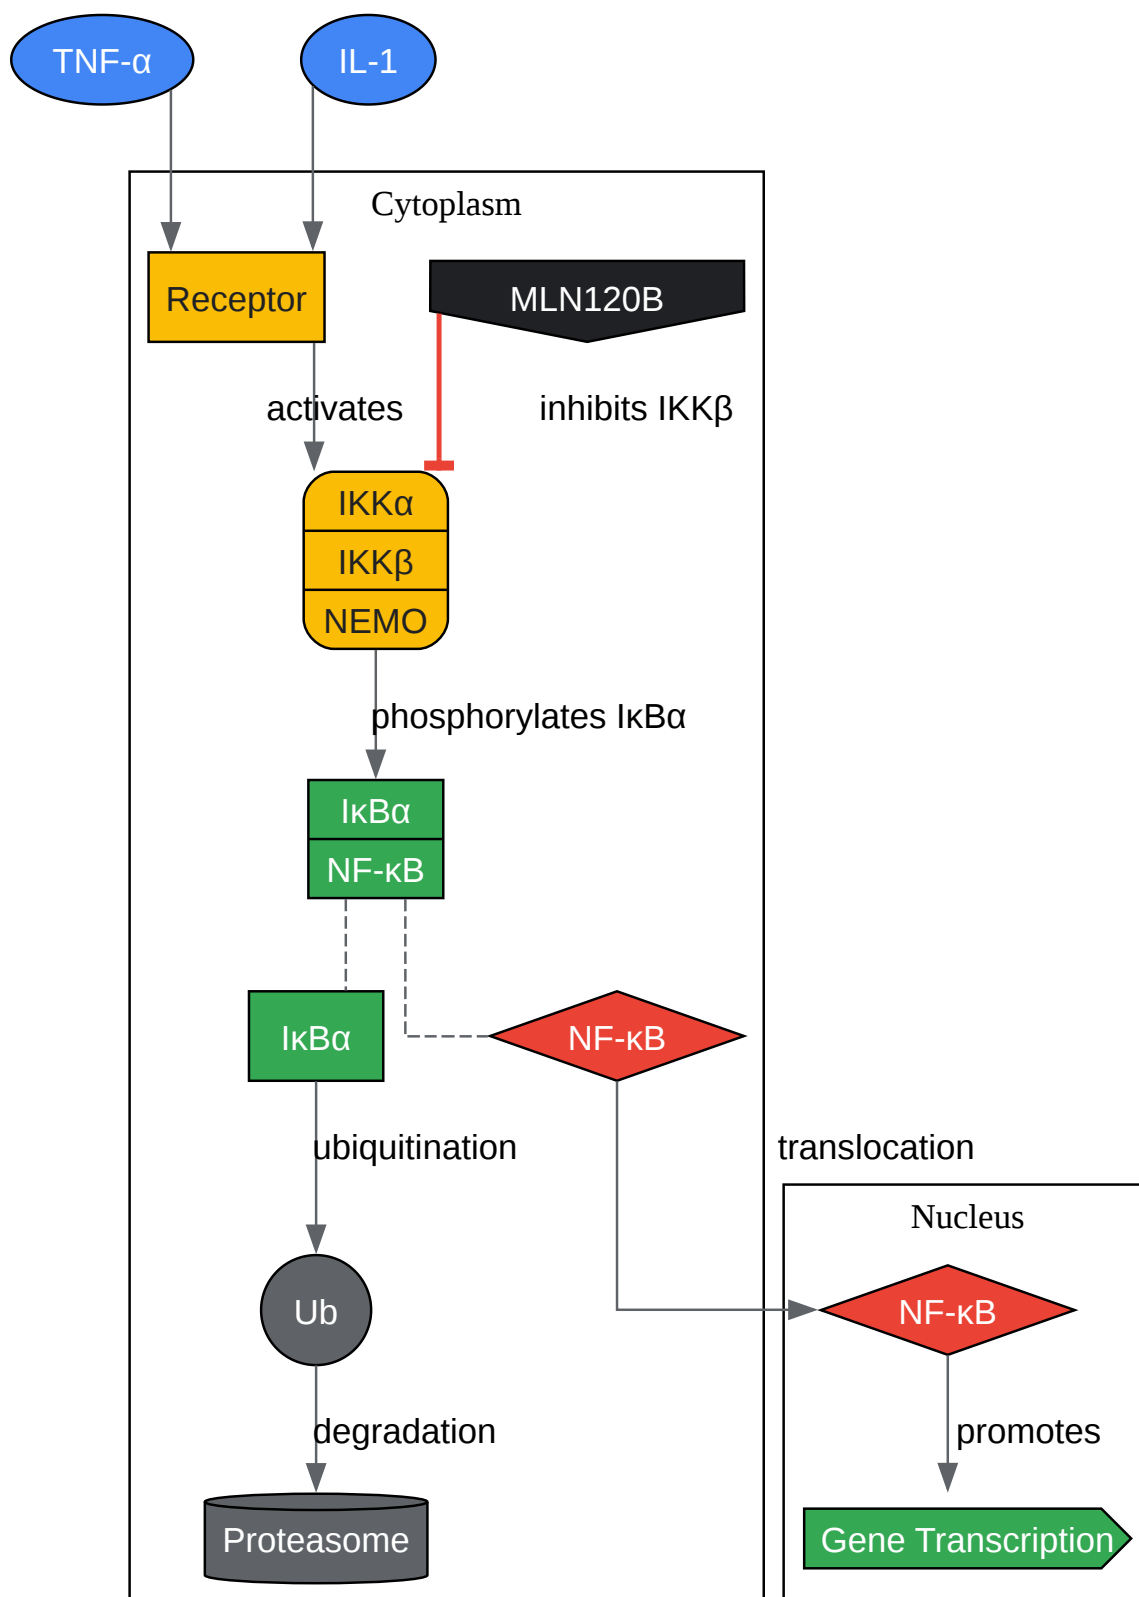 TNF-α
IL-1
Cytoplasm
Receptor
MLN120B
activates
inhibits IKKβ
IKKα
IKKβ
NEMO
phosphorylates IκBα
IκBα
NF-κB
IκBα
NF-κB
ubiquitination
translocation
Nucleus
Ub
NF-κB
degradation
promotes
Proteasome
Gene Transcription